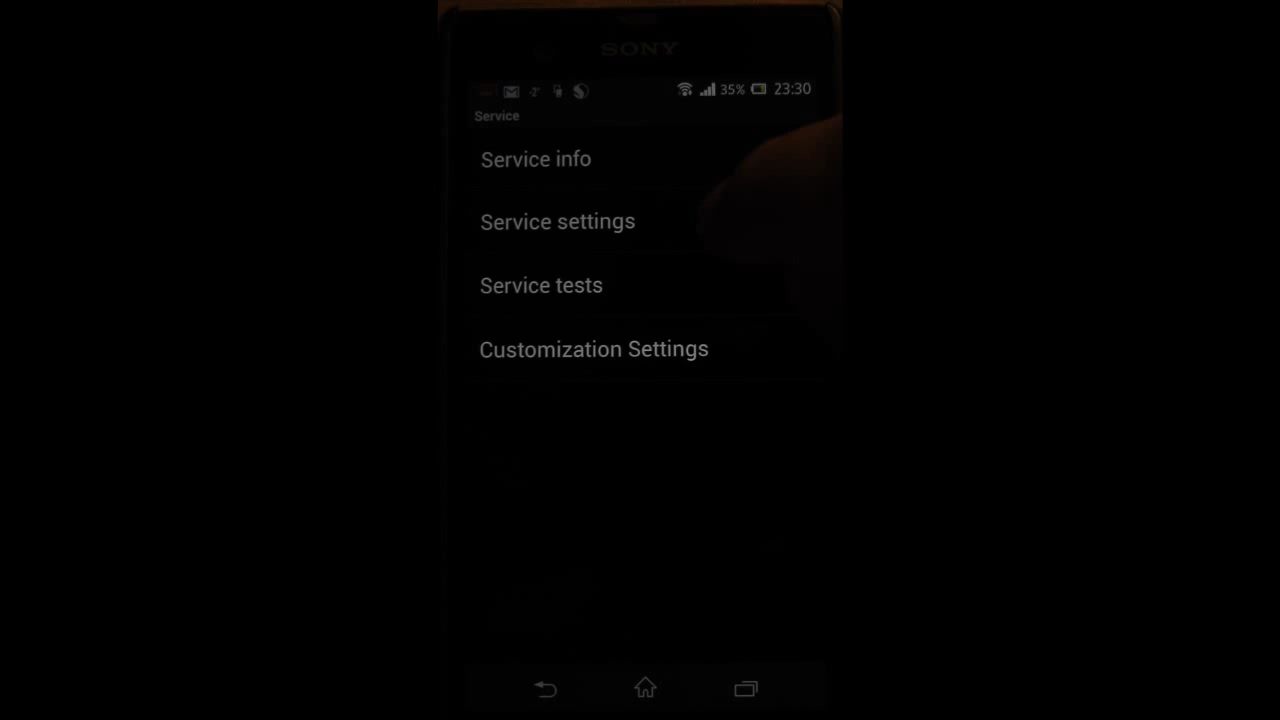 SONY
35% 23:30
Service
Service info
Service settings
Service tests
Customization Settings